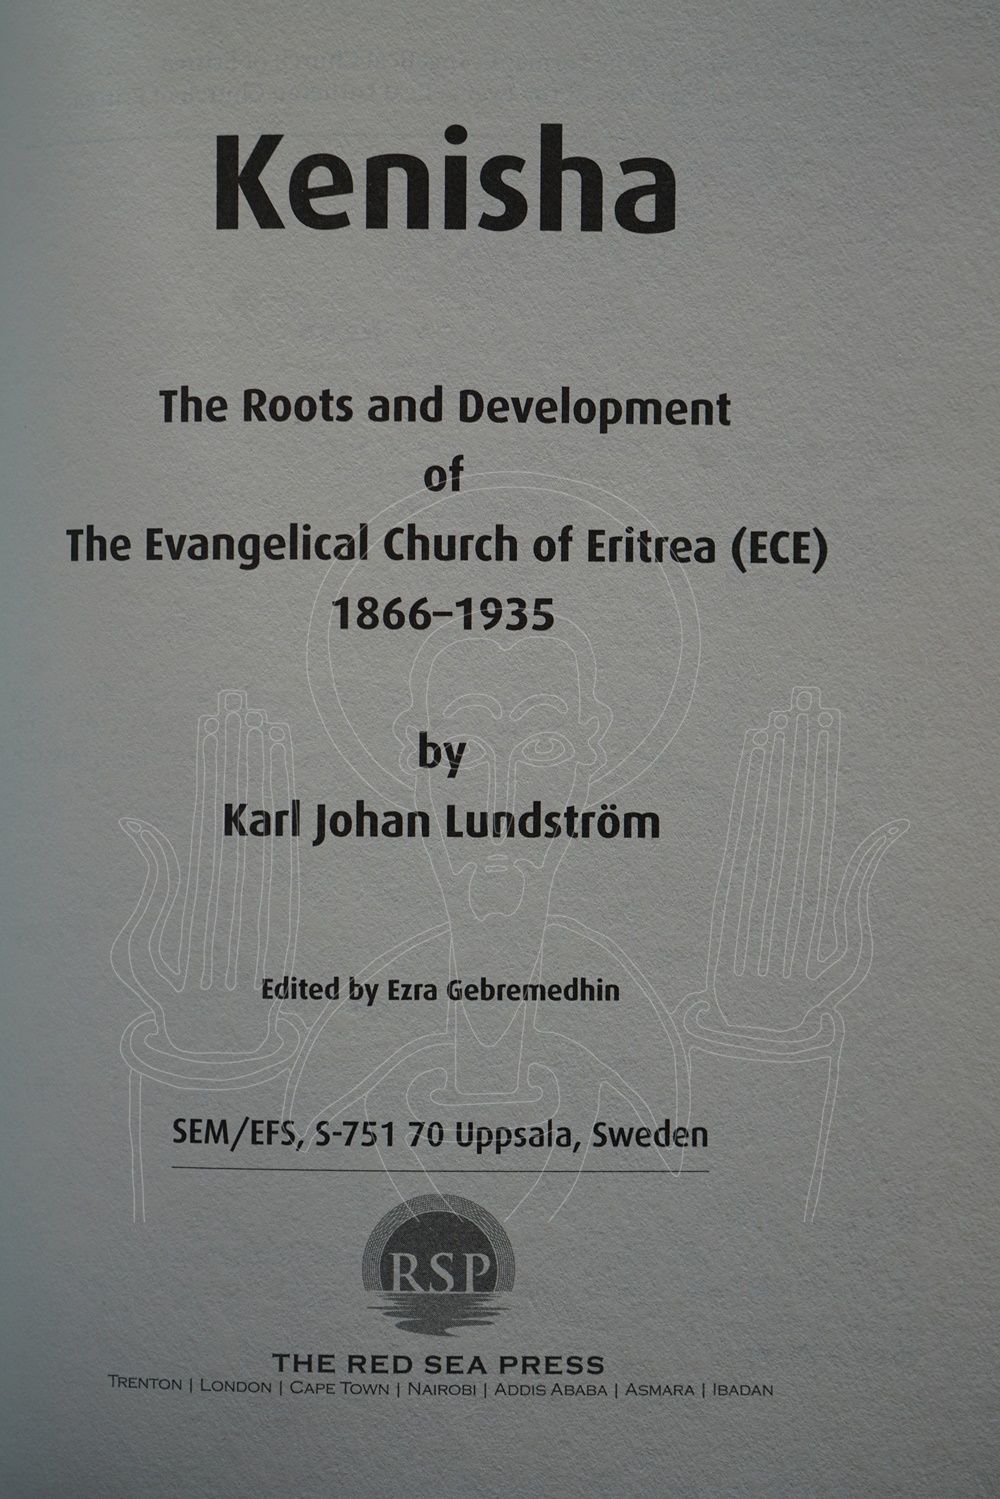 Kenisha
The Roots and Development
of
The Evangelical Church of Eritrea (ECE)
1866–1935
by
Karl Johan Lundström
Edited by Ezra Gebremedhin
SEM/EFS, S-751 70 Uppsala, Sweden
RSP
THE RED SEA PRESS
TRENTON | LONDON | CAPE TOWN | NAIROBI | ADDIS ABABA | ASMARA | IBADAN